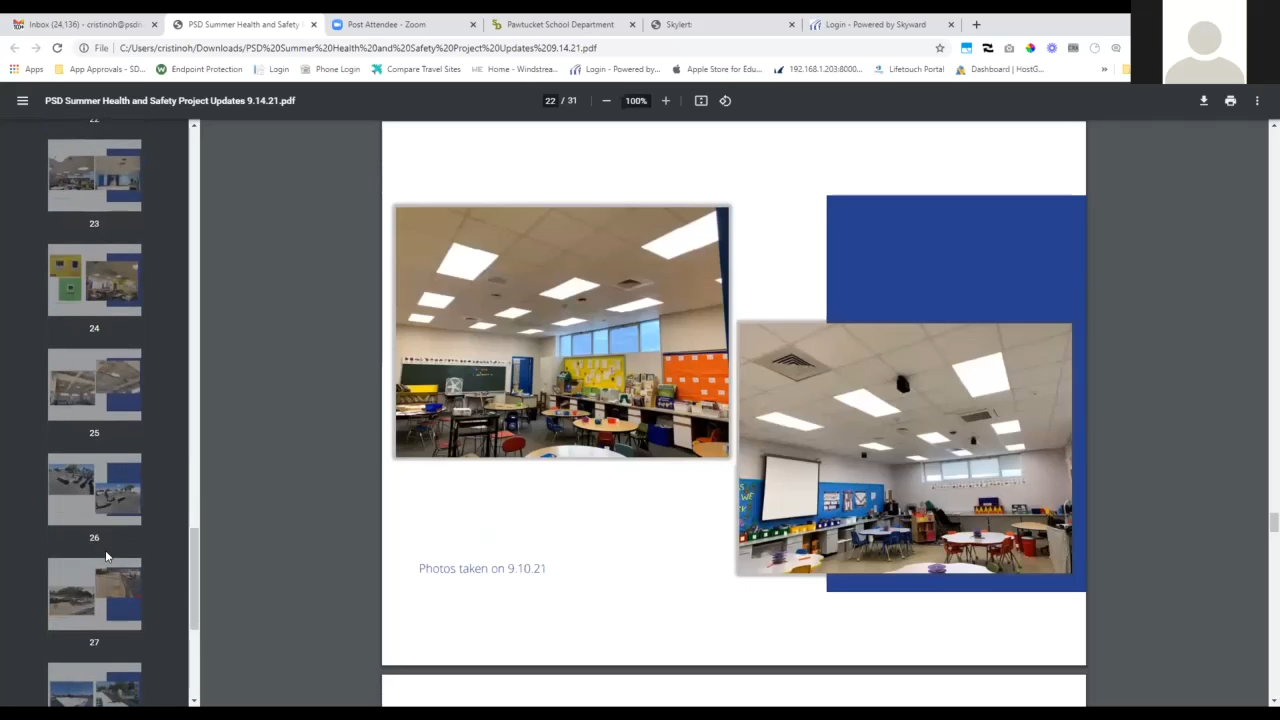 Inbox (24,136) - cristinoh@psdn
PSD Summer Health and Safety
Post Attendee - Zoom
Pawtucket School Department
Skylert
Login - Powered by Skyward
File
C:/Users/cristinoh/Downloads/PSD%20Summer%20Health%20and%20Safety%20Project%20Updates%209.14.21.pdf
Apps
App Approvals - SD...
Endpoint Protection
Login
Phone Login
Compare Travel Sites
Home - Windstrea...
Login - Powered by...
Apple Store for Edu...
192.168.1.203:8000...
Lifetouch Portal
Dashboard | HostG...
»
PSD Summer Health and Safety Project Updates 9.14.21.pdf
22 / 31
100%
22
23
24
25
26
27
Photos taken on 9.10.21